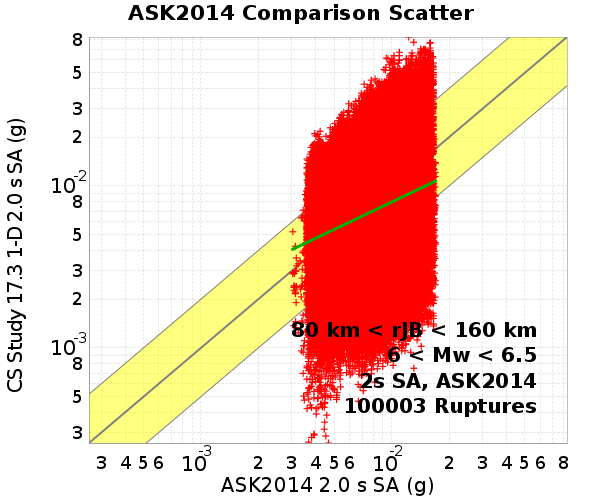 ASK2014 Comparison Scatter
CS Study 17.3 1-D 2.0 s SA (g)
8
5
3
2
10-2
8
5
3
2
10-3
8
5
3
80 km < rJB < 160 km
6 < Mw < 6.5
2s SA, ASK2014
100003 Ruptures
3 4 5 6 10-3 2 3 4 5 6 10-2 2 3 4 5 6 8
ASK2014 2.0 s SA (g)